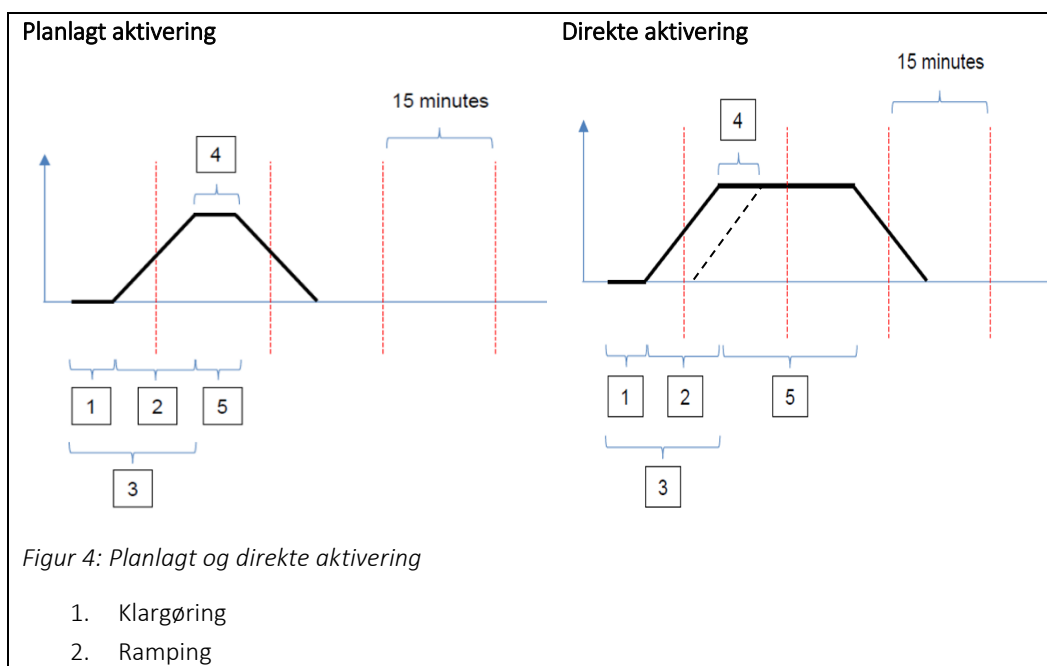 Planlagt aktivering
Direkte aktivering
15 minutes
15 minutes
4
4
1
2
5
3
1
2
5
3
Figur 4: Planlagt og direkte aktivering
1. Klargøring
2. Ramping